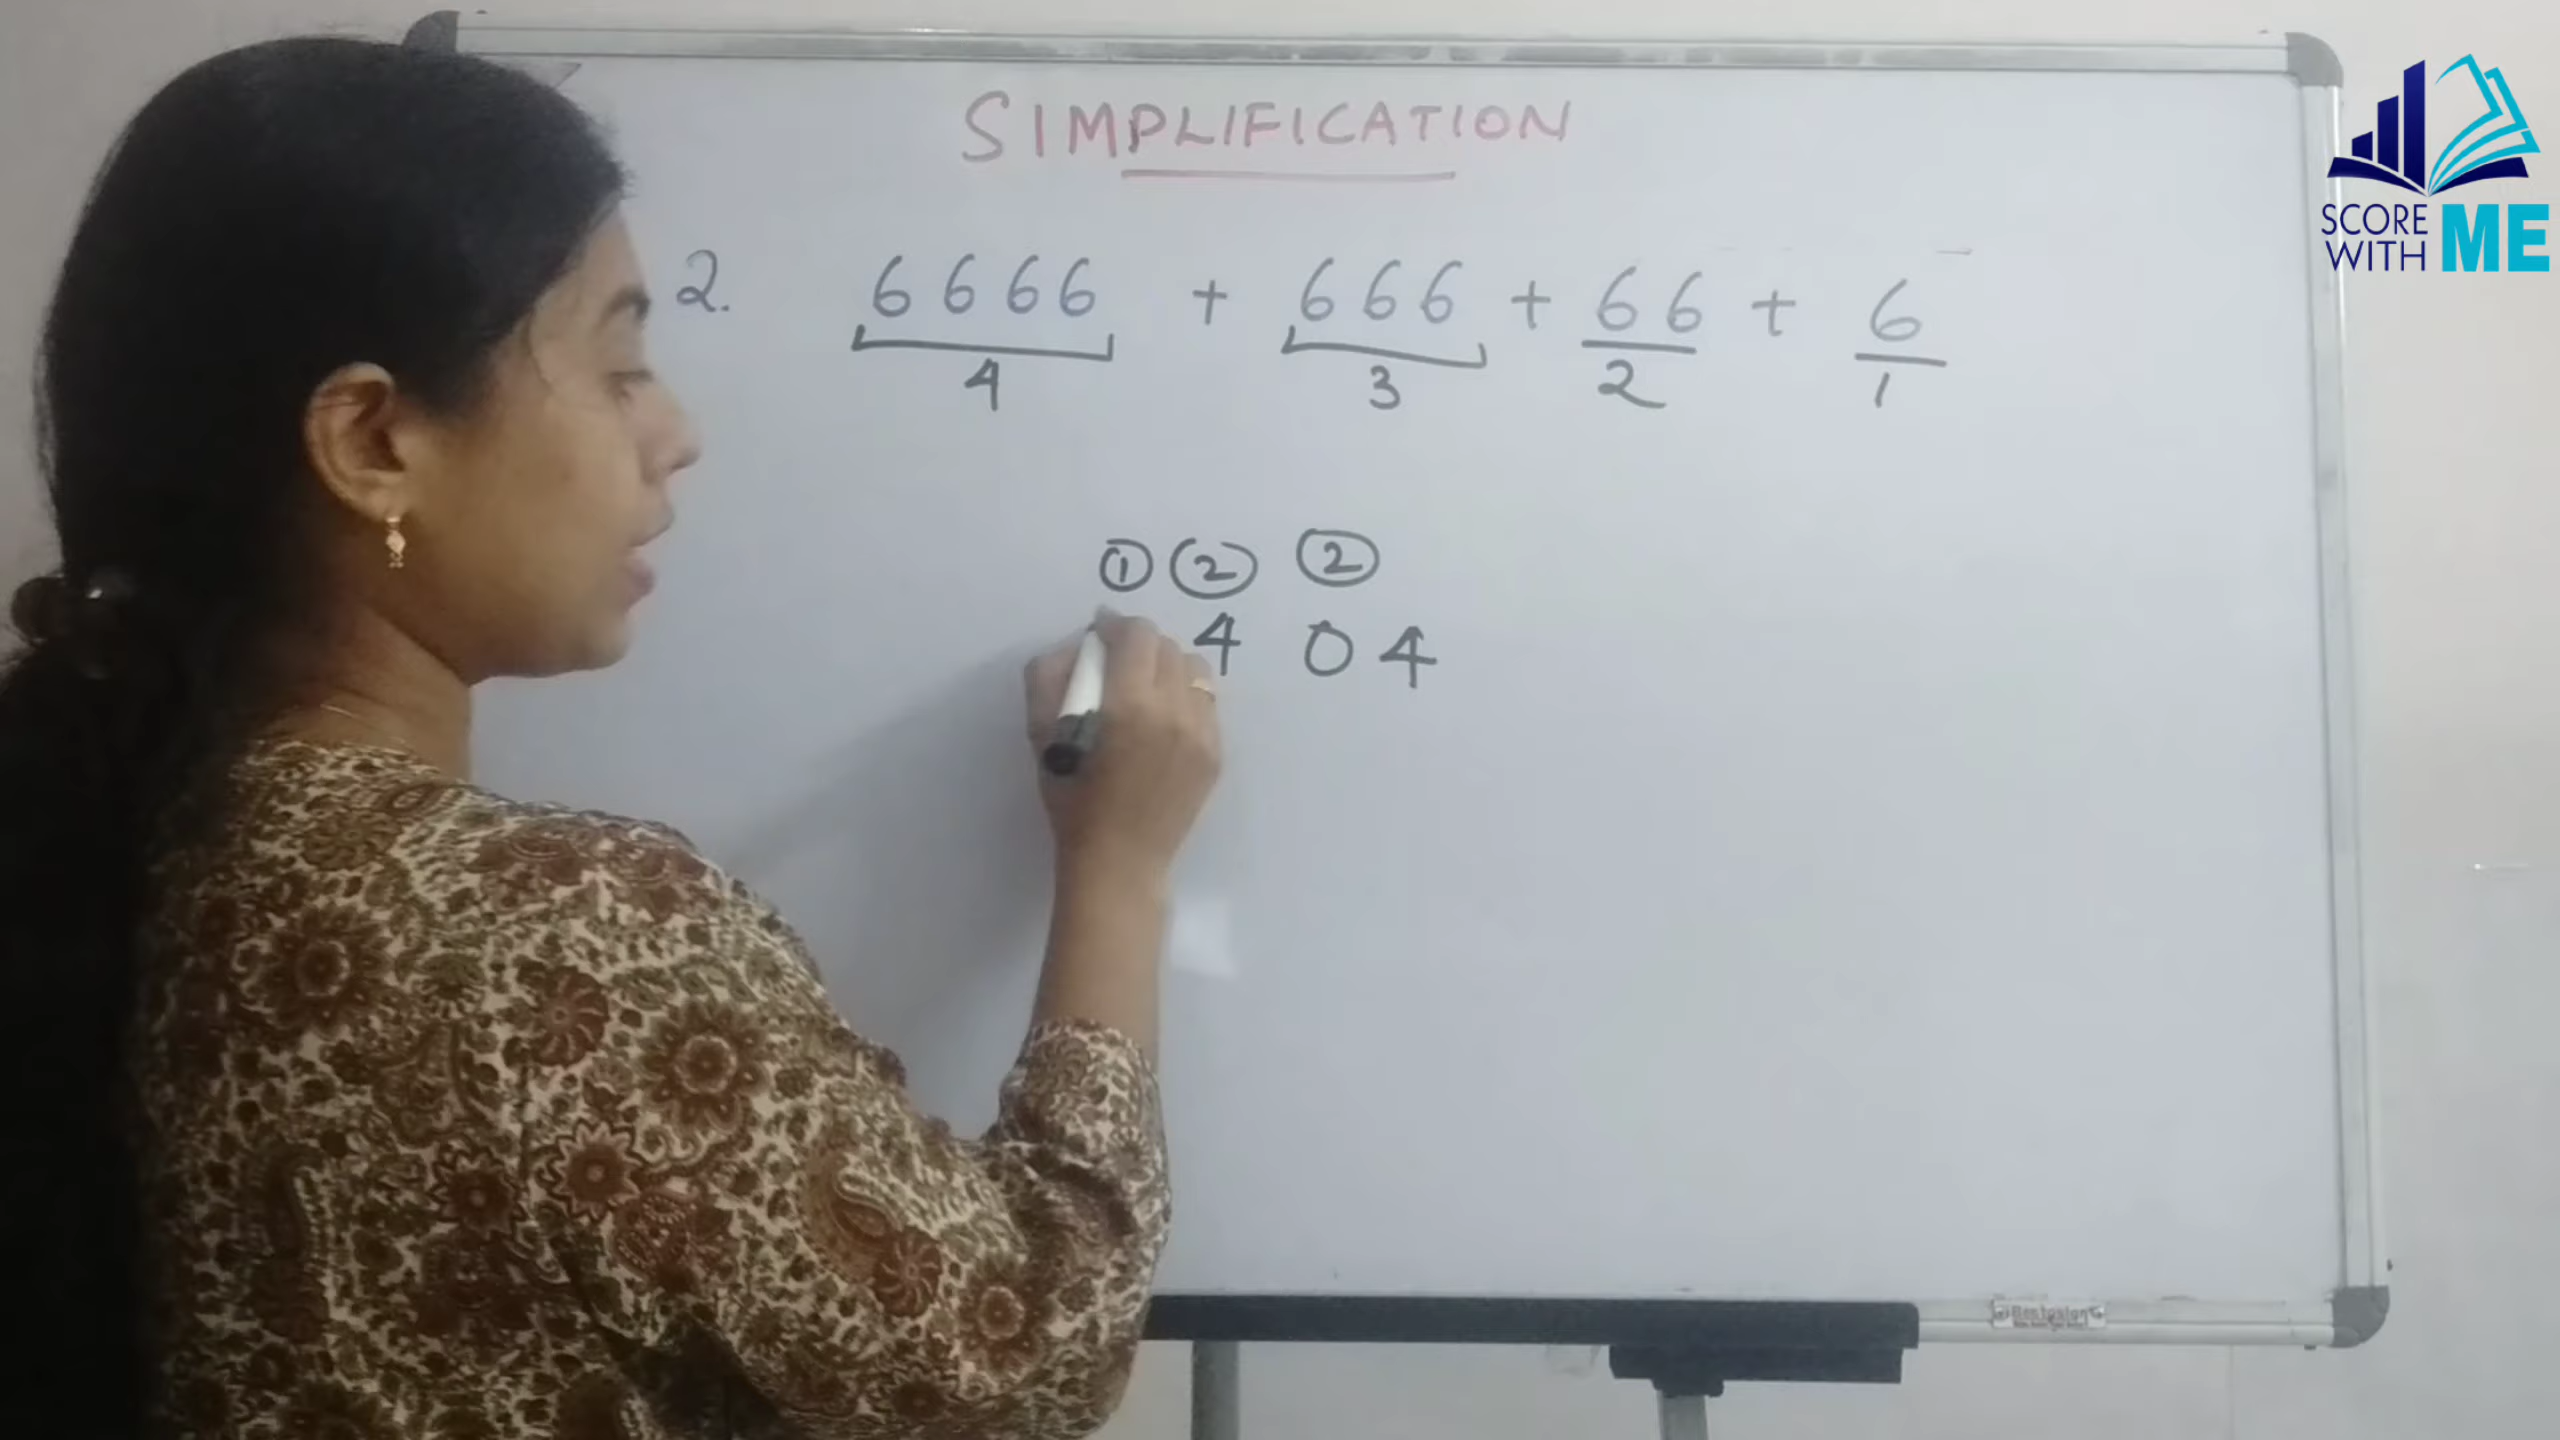 SIMPLIFICATION
SCORE
WITH ME
2. 6666 + 666 + 66 + 6
4 3 2 1
1 2 2
4 0 4